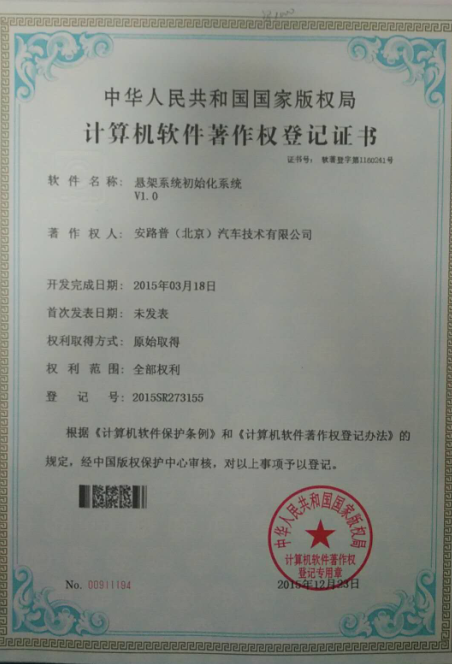 中华人民共和国国家版权局
计算机软件著作权登记证书
证书号: 软著登字第1160241号
软件名称: 悬架系统初始化系统
V1.0
著作权人: 安路普（北京）汽车技术有限公司
开发完成日期: 2015年03月18日
首次发表日期: 未发表
权利取得方式: 原始取得
权利范围: 全部权利
登记号: 2015SR273155
根据《计算机软件保护条例》和《计算机软件著作权登记办法》的
规定，经中国版权保护中心审核，对以上事项予以登记。
中华人民共和国国家版权局
计算机软件著作权
登记专用章
No. 00911194
2015年12月23日